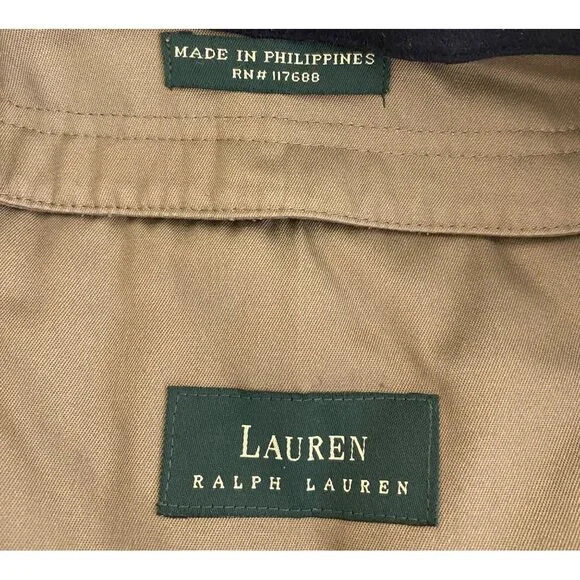 MADE IN PHILIPPINES
RN# 117688
LAUREN
RALPH LAUREN